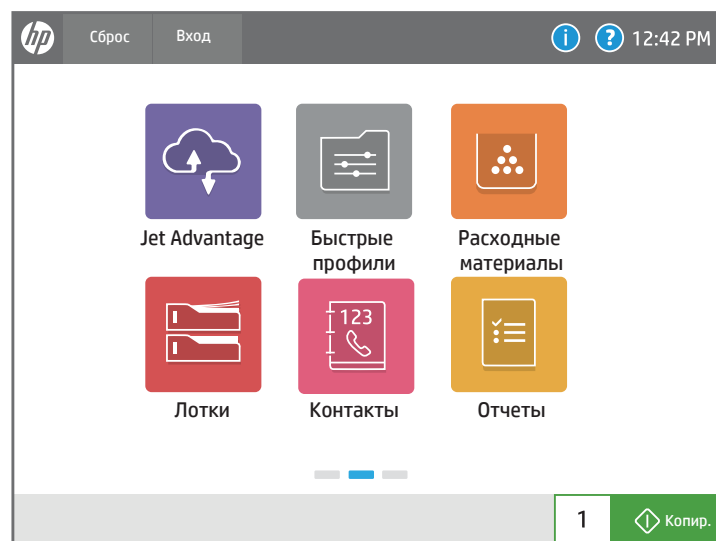 hp Сброс Вход i ? 12:42 PM
Jet Advantage Быстрые Расходные
профили материалы
123
Лотки Контакты Отчеты
1 Копир.